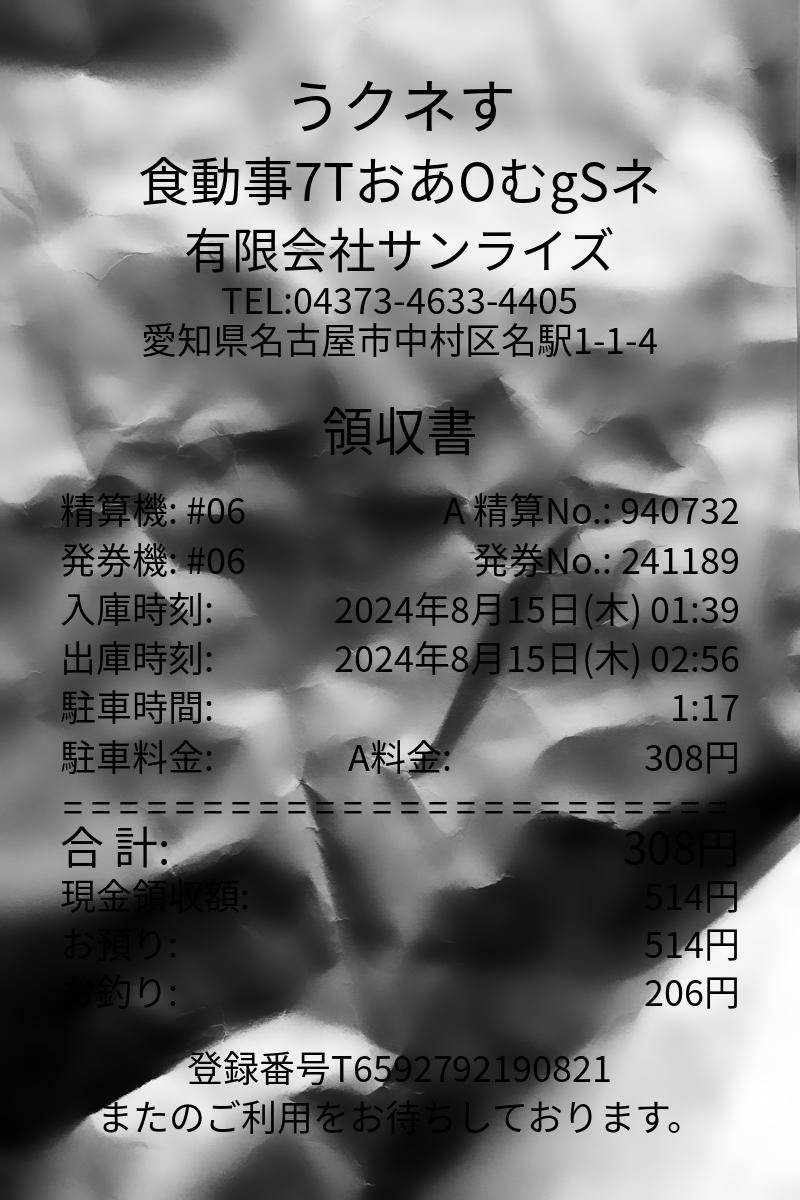 うクネす
食動事7TおあOむgSネ
有限会社サンライズ
TEL:04373-4633-4405
愛知県名古屋市中村区名駅1-1-4
領収書
精算機: #06 A 精算No.: 940732
発券機: #06 発券No.: 241189
入庫時刻: 2024年8月15日(木) 01:39
出庫時刻: 2024年8月15日(木) 02:56
駐車時間: 1:17
駐車料金: A料金: 308円
========================
合 計: 308円
現金領収額: 514円
お預り: 514円
お釣り: 206円
登録番号T6592792190821
またのご利用をお待ちしております。